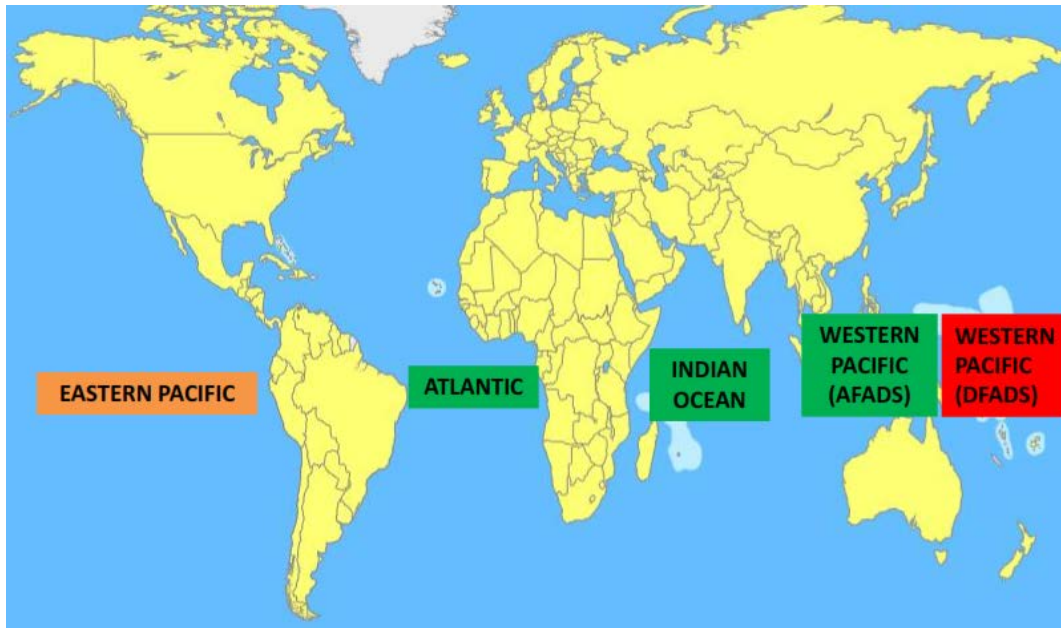 EASTERN PACIFIC
ATLANTIC
INDIAN
OCEAN
WESTERN
PACIFIC
(AFADS)
WESTERN
PACIFIC
(DFADS)